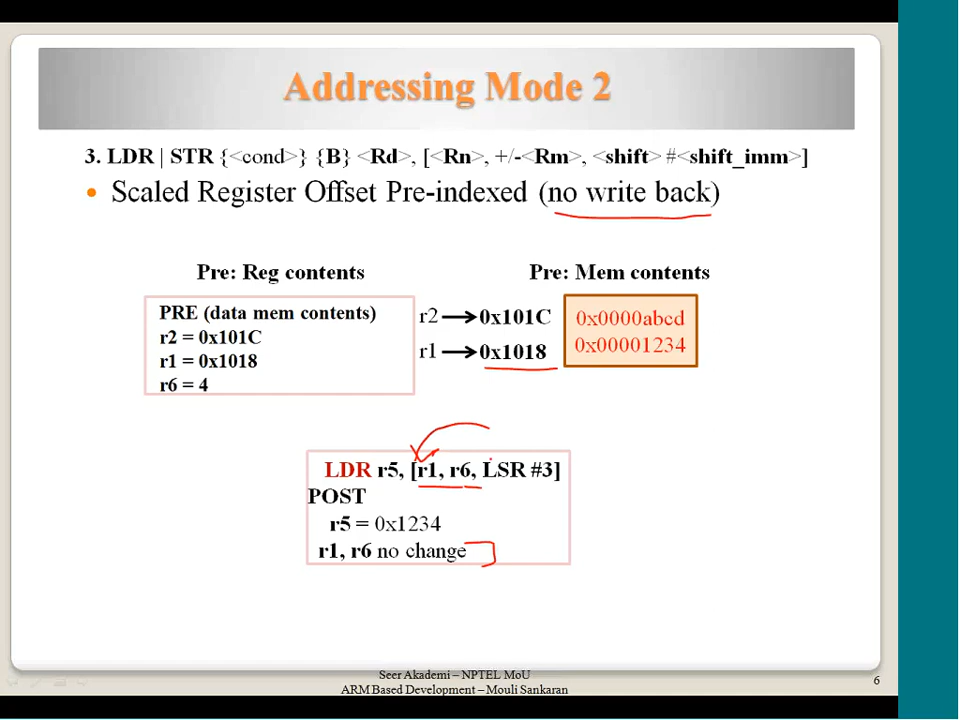 Addressing Mode 2
3. LDR | STR {<cond>} {B} <Rd>, [<Rn>, +/-<Rm>, <shift> #<shift_imm>]
• Scaled Register Offset Pre-indexed (no write back)
Pre: Reg contents
Pre: Mem contents
PRE (data mem contents)
r2 = 0x101C
r1 = 0x1018
r6 = 4
r2 → 0x101C
r1 → 0x1018
0x0000abcd
0x00001234
LDR r5, [r1, r6, LSR #3]
POST
r5 = 0x1234
r1, r6 no change
Seer Akademi – NPTEL MoU
ARM Based Development – Mouli Sankaran
6